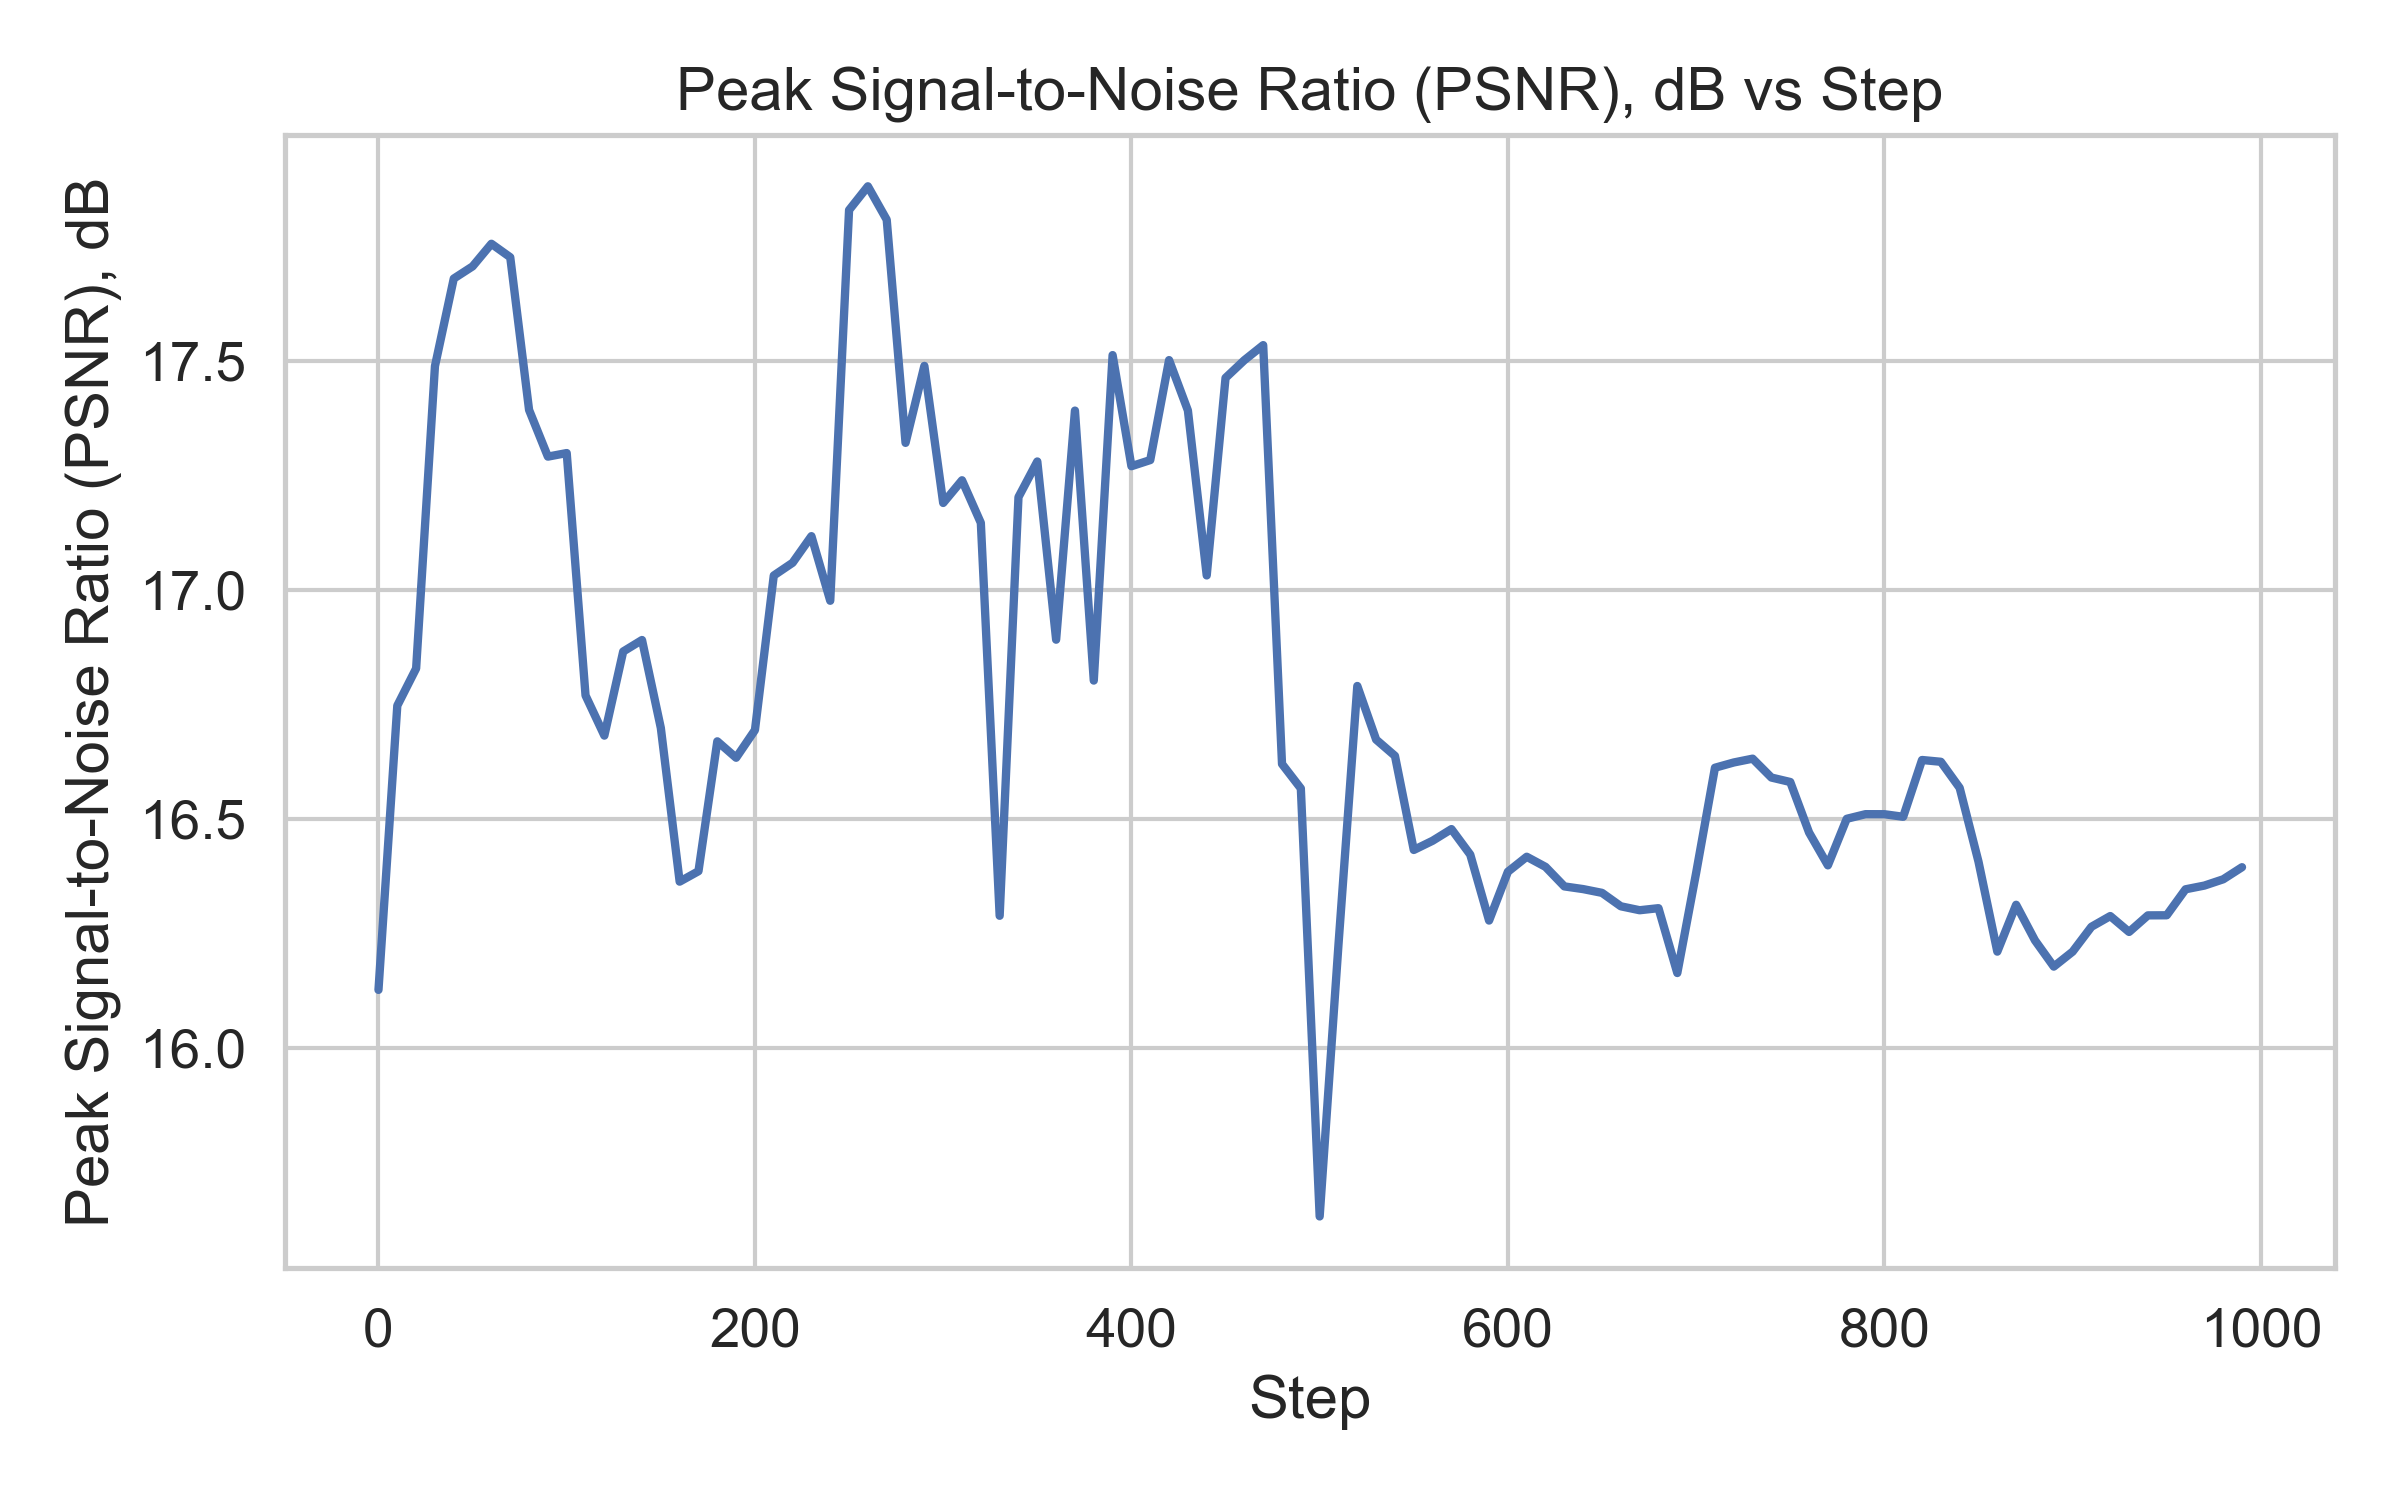 Peak Signal-to-Noise Ratio (PSNR), dB vs Step
Peak Signal-to-Noise Ratio (PSNR), dB
17.5
17.0
16.5
16.0
0 200 400 600 800 1000
Step